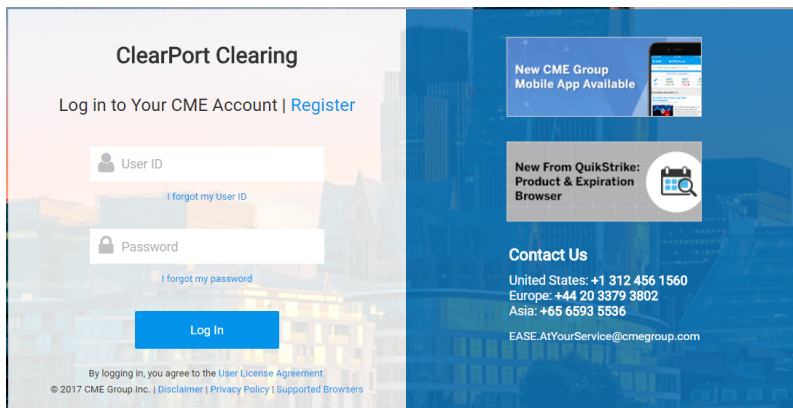 ClearPort Clearing
Log in to Your CME Account | Register
User ID
I forgot my User ID
Password
I forgot my password
Log In
By logging in, you agree to the User License Agreement
© 2017 CME Group Inc. | Disclaimer | Privacy Policy | Supported Browsers
New CME Group
Mobile App Available
New From QuikStrike:
Product & Expiration
Browser
Contact Us
United States: +1 312 456 1560
Europe: +44 20 3379 3802
Asia: +65 6593 5536
EASE.AtYourService@cmegroup.com